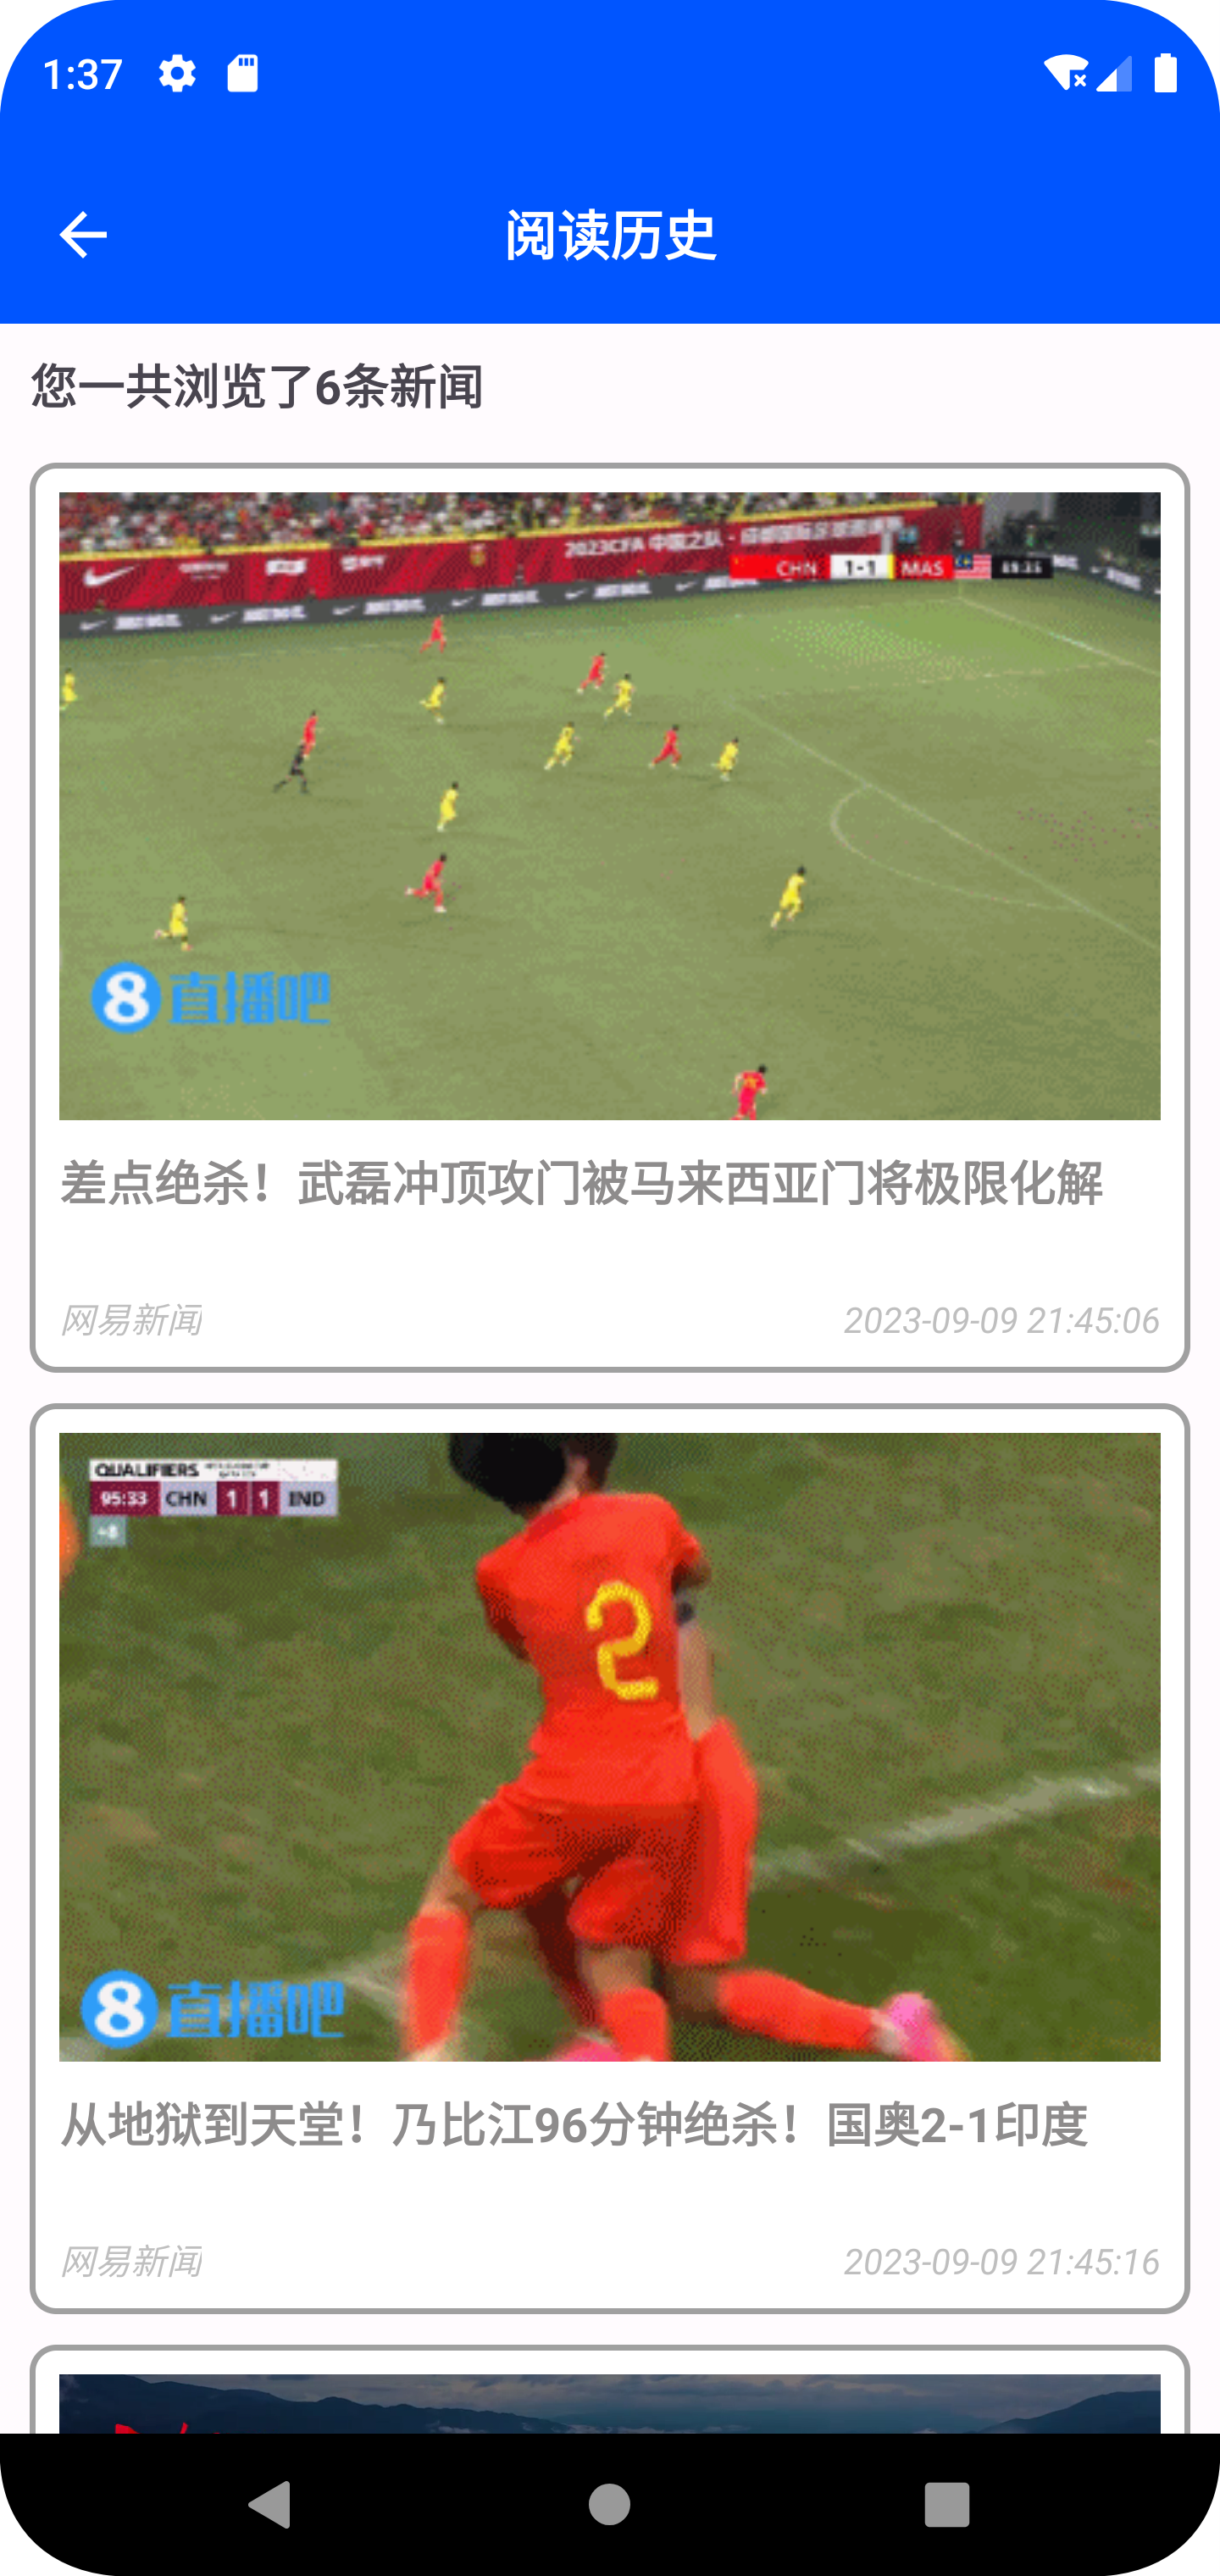 1:37
阅读历史
您一共浏览了6条新闻
2023CFA 中国之队 -
CHN 1-1 MAS
8直播吧
差点绝杀！武磊冲顶攻门被马来西亚门将极限化解
网易新闻 2023-09-09 21:45:06
QUALIFIERS
95:33 CHN 1 1 IND
+8
2
8直播吧
从地狱到天堂！乃比江96分钟绝杀！国奥2-1印度
网易新闻 2023-09-09 21:45:16